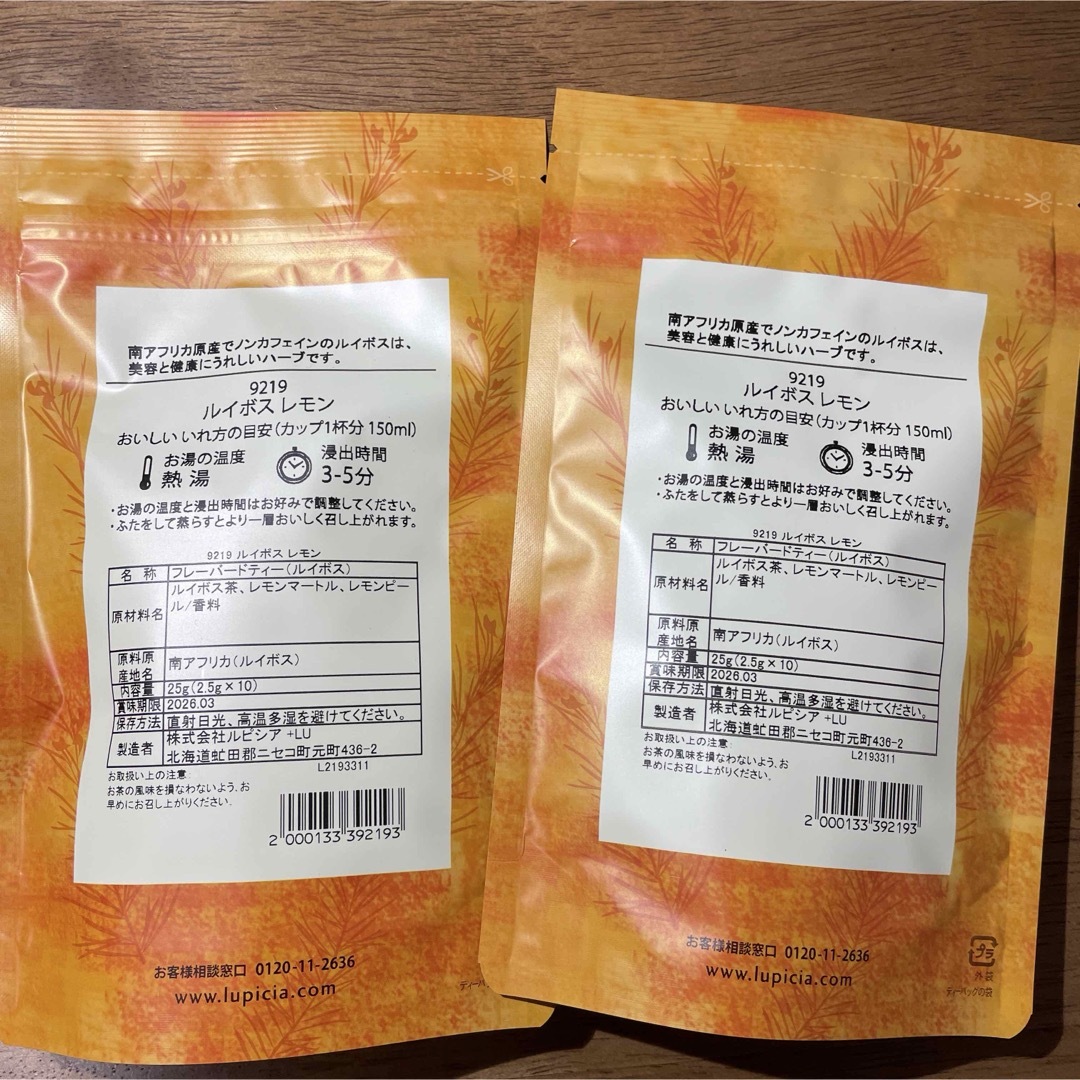 南アフリカ原産でノンカフェインのルイボスは、
美容と健康にうれしいハーブです。
9219
ルイボス レモン
おいしい いれ方の目安(カップ1杯分 150ml)
お湯の温度
熱湯
浸出時間
3-5分
・お湯の温度と浸出時間はお好みで調整してください。
・ふたをして蒸らすとより一層おいしく召し上がれます。
9219 ルイボス レモン
名 称 フレーバードティー(ルイボス)
原材料名 ルイボス茶、レモンマートル、レモンピー
ル/香料
原料原
産地名 南アフリカ(ルイボス)
内容量 25g(2.5g×10)
賞味期限 2026.03
保存方法 直射日光、高温多湿を避けてください。
製造者 株式会社ルピシア +LU
北海道虻田郡ニセコ町元町436-2
L2193311
お取扱い上の注意:
お茶の風味を損なわないよう、お
早めにお召し上がりください。
2 000133 392193
お客様相談窓口 0120-11-2636
www.lupicia.com
ティーバッグの袋
南アフリカ原産でノンカフェインのルイボスは、
美容と健康にうれしいハーブです。
9219
ルイボス レモン
おいしい いれ方の目安(カップ1杯分 150ml)
お湯の温度
熱湯
浸出時間
3-5分
・お湯の温度と浸出時間はお好みで調整してください。
・ふたをして蒸らすとより一層おいしく召し上がれます。
9219 ルイボス レモン
名 称 フレーバードティー(ルイボス)
原材料名 ルイボス茶、レモンマートル、レモンピー
ル/香料
原料原
産地名 南アフリカ(ルイボス)
内容量 25g(2.5g×10)
賞味期限 2026.03
保存方法 直射日光、高温多湿を避けてください。
製造者 株式会社ルピシア +LU
北海道虻田郡ニセコ町元町436-2
L2193311
お取扱い上の注意:
お茶の風味を損なわないよう、お
早めにお召し上がりください。
2 000133 392193
お客様相談窓口 0120-11-2636
www.lupicia.com
プラ
外袋
ティーバッグの袋